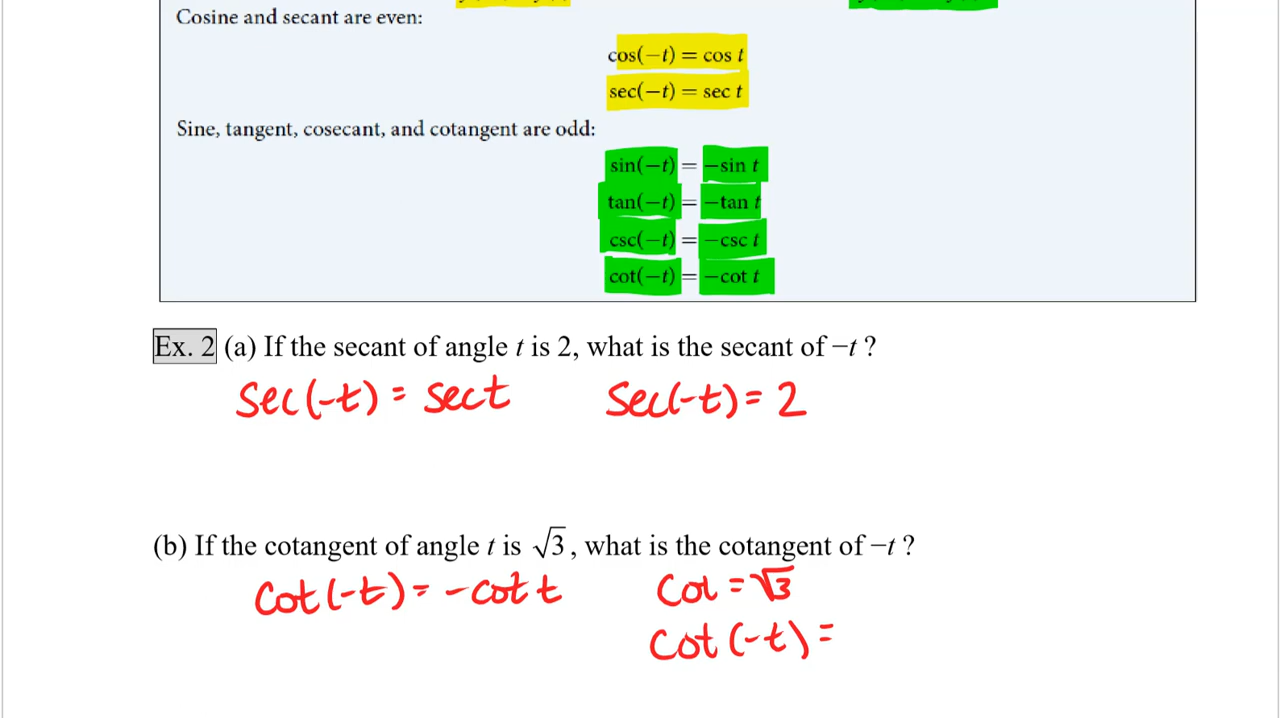 Cosine and secant are even:
cos(−t) = cos t
sec(−t) = sec t
Sine, tangent, cosecant, and cotangent are odd:
sin(−t) = −sin t
tan(−t) = −tan t
csc(−t) = −csc t
cot(−t) = −cot t
Ex. 2 (a) If the secant of angle t is 2, what is the secant of −t ?
Sec(-t) = sect Sec(-t) = 2
(b) If the cotangent of angle t is √3, what is the cotangent of −t ?
Cot(-t) = -cot t Cot = √3
Cot (-t) =